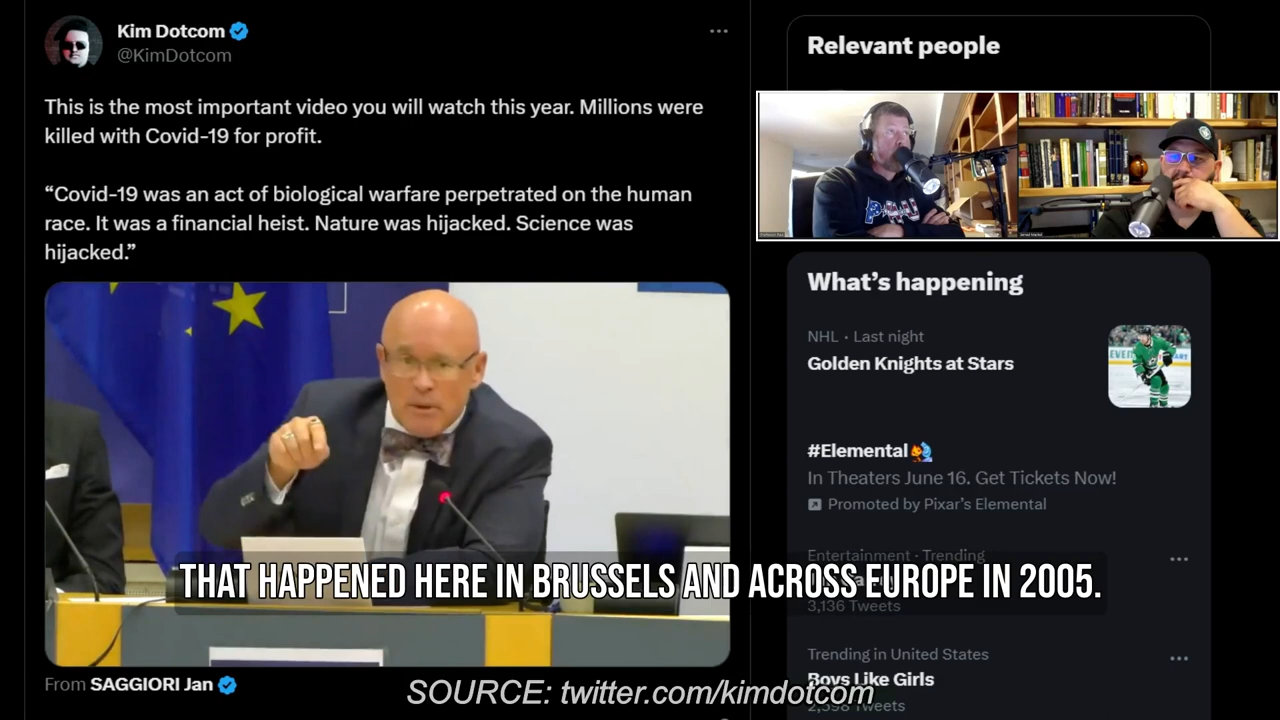 Kim Dotcom
@KimDotcom
This is the most important video you will watch this year. Millions were
killed with Covid-19 for profit.
“Covid-19 was an act of biological warfare perpetrated on the human
race. It was a financial heist. Nature was hijacked. Science was
hijacked.”
THAT HAPPENED HERE IN BRUSSELS AND ACROSS EUROPE IN 2005.
From SAGGIORI Jan
SOURCE: twitter.com/kimdotcom
Relevant people
What’s happening
NHL · Last night
Golden Knights at Stars
#Elemental
In Theaters June 16. Get Tickets Now!
Promoted by Pixar’s Elemental
Entertainment · Trending
3,136 Tweets
Trending in United States
Boys Like Girls
2,598 Tweets